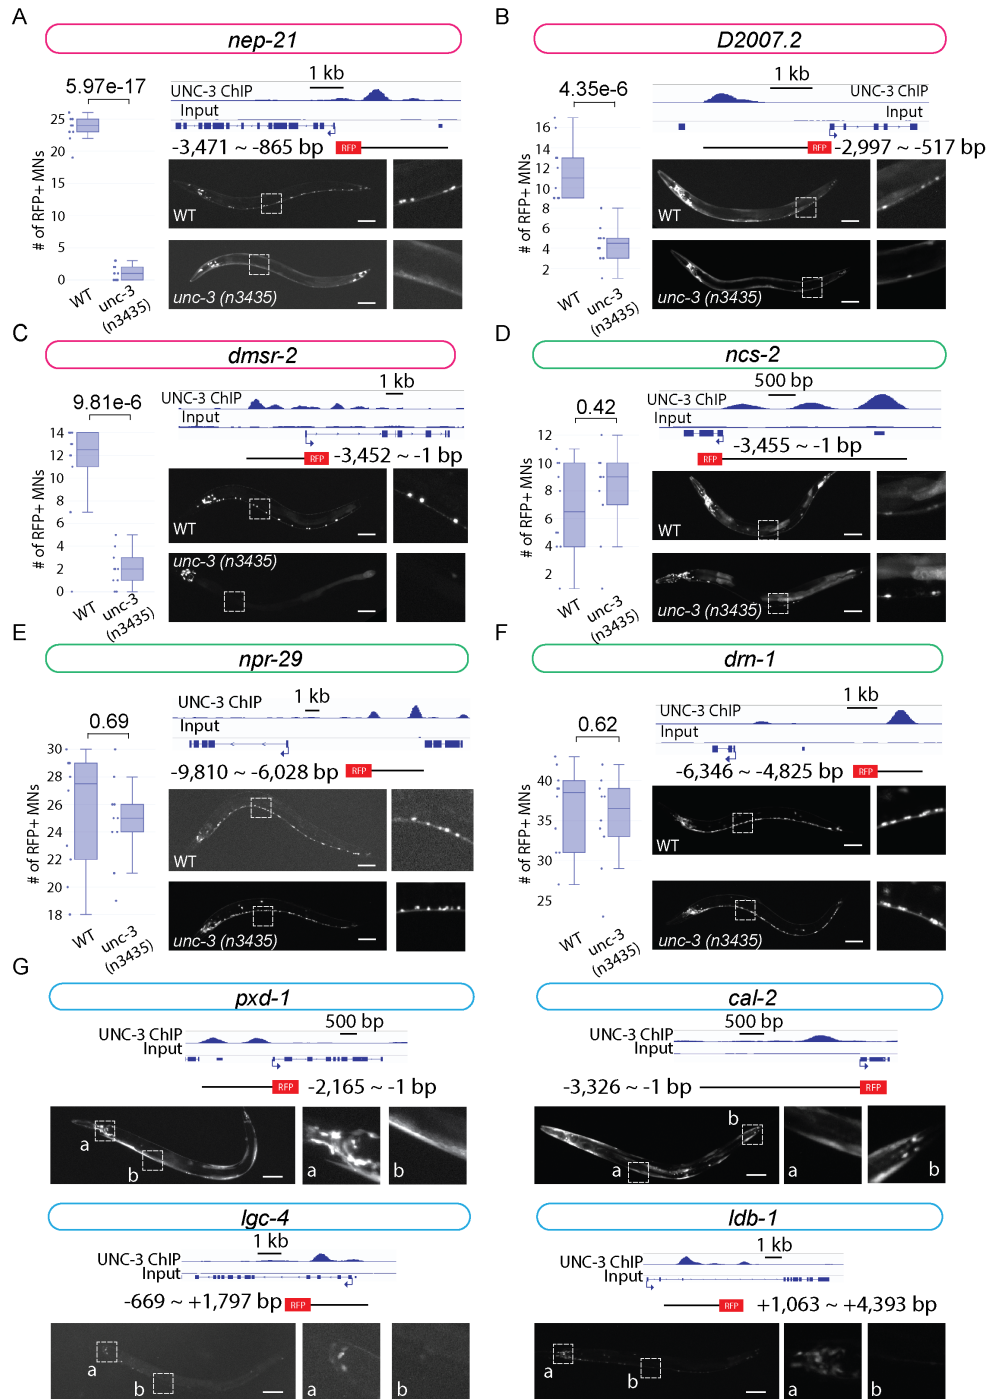 A
nep-21
5.97e-17
1 kb
UNC-3 ChIP
Input
25
20
15
10
5
0
# of RFP+ MNs
WT
unc-3
(n3435)
RFP
-3,471 ~ -865 bp
WT
unc-3 (n3435)
B
D2007.2
4.35e-6
1 kb
UNC-3 ChIP
Input
16
14
12
10
8
6
4
2
# of RFP+ MNs
WT
unc-3
(n3435)
RFP
-2,997 ~ -517 bp
WT
unc-3 (n3435)
C
dmsr-2
9.81e-6
1 kb
UNC-3 ChIP
Input
14
12
10
8
6
4
2
0
# of RFP+ MNs
WT
unc-3
(n3435)
RFP
-3,452 ~ -1 bp
WT
unc-3 (n3435)
D
ncs-2
0.42
500 bp
UNC-3 ChIP
Input
12
10
8
6
4
2
# of RFP+ MNs
WT
unc-3
(n3435)
-3,455 ~ -1 bp
RFP
WT
unc-3 (n3435)
E
npr-29
0.69
1 kb
UNC-3 ChIP
Input
30
28
26
24
22
20
18
# of RFP+ MNs
WT
unc-3
(n3435)
-9,810 ~ -6,028 bp
RFP
WT
unc-3 (n3435)
F
drn-1
0.62
1 kb
UNC-3 ChIP
Input
40
35
30
25
# of RFP+ MNs
WT
unc-3
(n3435)
-6,346 ~ -4,825 bp
RFP
WT
unc-3 (n3435)
G
pxd-1
500 bp
UNC-3 ChIP
Input
RFP
-2,165 ~ -1 bp
a
b
a
b
cal-2
500 bp
UNC-3 ChIP
Input
-3,326 ~ -1 bp
RFP
a
b
a
b
lgc-4
1 kb
UNC-3 ChIP
Input
-669 ~ +1,797 bp
RFP
a
b
a
b
ldb-1
1 kb
UNC-3 ChIP
Input
RFP
+1,063 ~ +4,393 bp
a
b
a
b